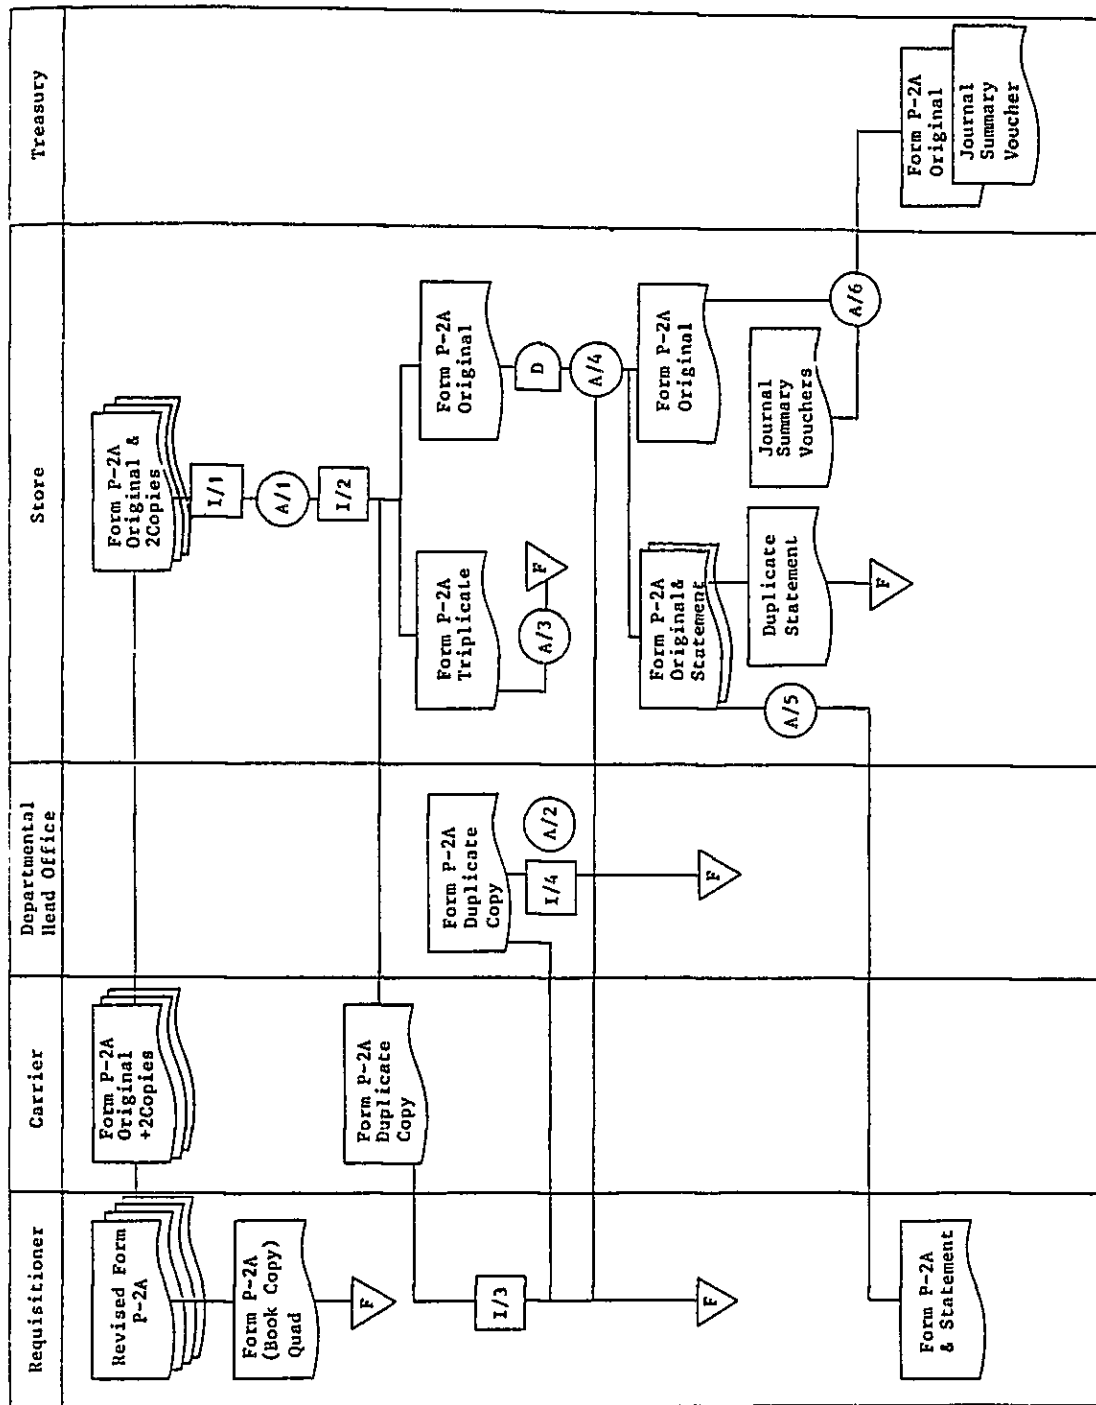 Requisitioner
Carrier
Departmental
Head Office
Store
Treasury
Revised Form
P-2A
Form P-2A
Original
+2Copies
Form P-2A
Original &
2Copies
I/1
A/1
I/2
Form P-2A
(Book Copy)
Quad
F
Form P-2A
Duplicate
Copy
Form P-2A
Duplicate
Copy
Form P-2A
Triplicate
Form P-2A
Original
I/3
I/4
A/2
A/3
F
D
A/4
F
F
Form P-2A
Original&
Statement
Form P-2A
Original
A/5
Duplicate
Statement
F
Journal
Summary
Vouchers
A/6
Form P-2A
& Statement
Form P-2A
Original
Journal
Summary
Voucher